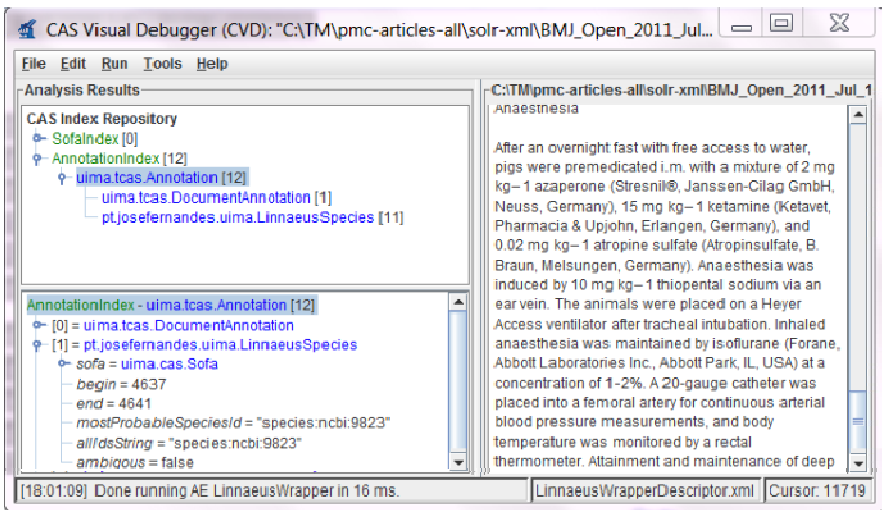 CAS Visual Debugger (CVD): "C:\TM\pmc-articles-all\solr-xml\BMJ_Open_2011_Jul...
File Edit Run Tools Help
Analysis Results
CAS Index Repository
SofaIndex [0]
AnnotationIndex [12]
uima.tcas.Annotation [12]
uima.tcas.DocumentAnnotation [1]
pt.josefernandes.uima.LinnaeusSpecies [11]
AnnotationIndex - uima.tcas.Annotation [12]
[0] = uima.tcas.DocumentAnnotation
[1] = pt.josefernandes.uima.LinnaeusSpecies
sofa = uima.cas.Sofa
begin = 4637
end = 4641
mostProbableSpeciesId = "species:ncbi:9823"
allIdsString = "species:ncbi:9823"
ambigous = false
C:\TM\pmc-articles-all\solr-xml\BMJ_Open_2011_Jul_1
Anaesthesia
After an overnight fast with free access to water,
pigs were premedicated i.m. with a mixture of 2 mg
kg–1 azaperone (Stresnil®, Janssen-Cilag GmbH,
Neuss, Germany), 15 mg kg–1 ketamine (Ketavet,
Pharmacia & Upjohn, Erlangen, Germany), and
0.02 mg kg–1 atropine sulfate (Atropinsulfate, B.
Braun, Melsungen, Germany). Anaesthesia was
induced by 10 mg kg–1 thiopental sodium via an
ear vein. The animals were placed on a Heyer
Access ventilator after tracheal intubation. Inhaled
anaesthesia was maintained by isoflurane (Forane,
Abbott Laboratories Inc., Abbott Park, IL, USA) at a
concentration of 1–2%. A 20-gauge catheter was
placed into a femoral artery for continuous arterial
blood pressure measurements, and body
temperature was monitored by a rectal
thermometer. Attainment and maintenance of deep
[18:01:09] Done running AE LinnaeusWrapper in 16 ms.
LinnaeusWrapperDescriptor.xml
Cursor: 11719